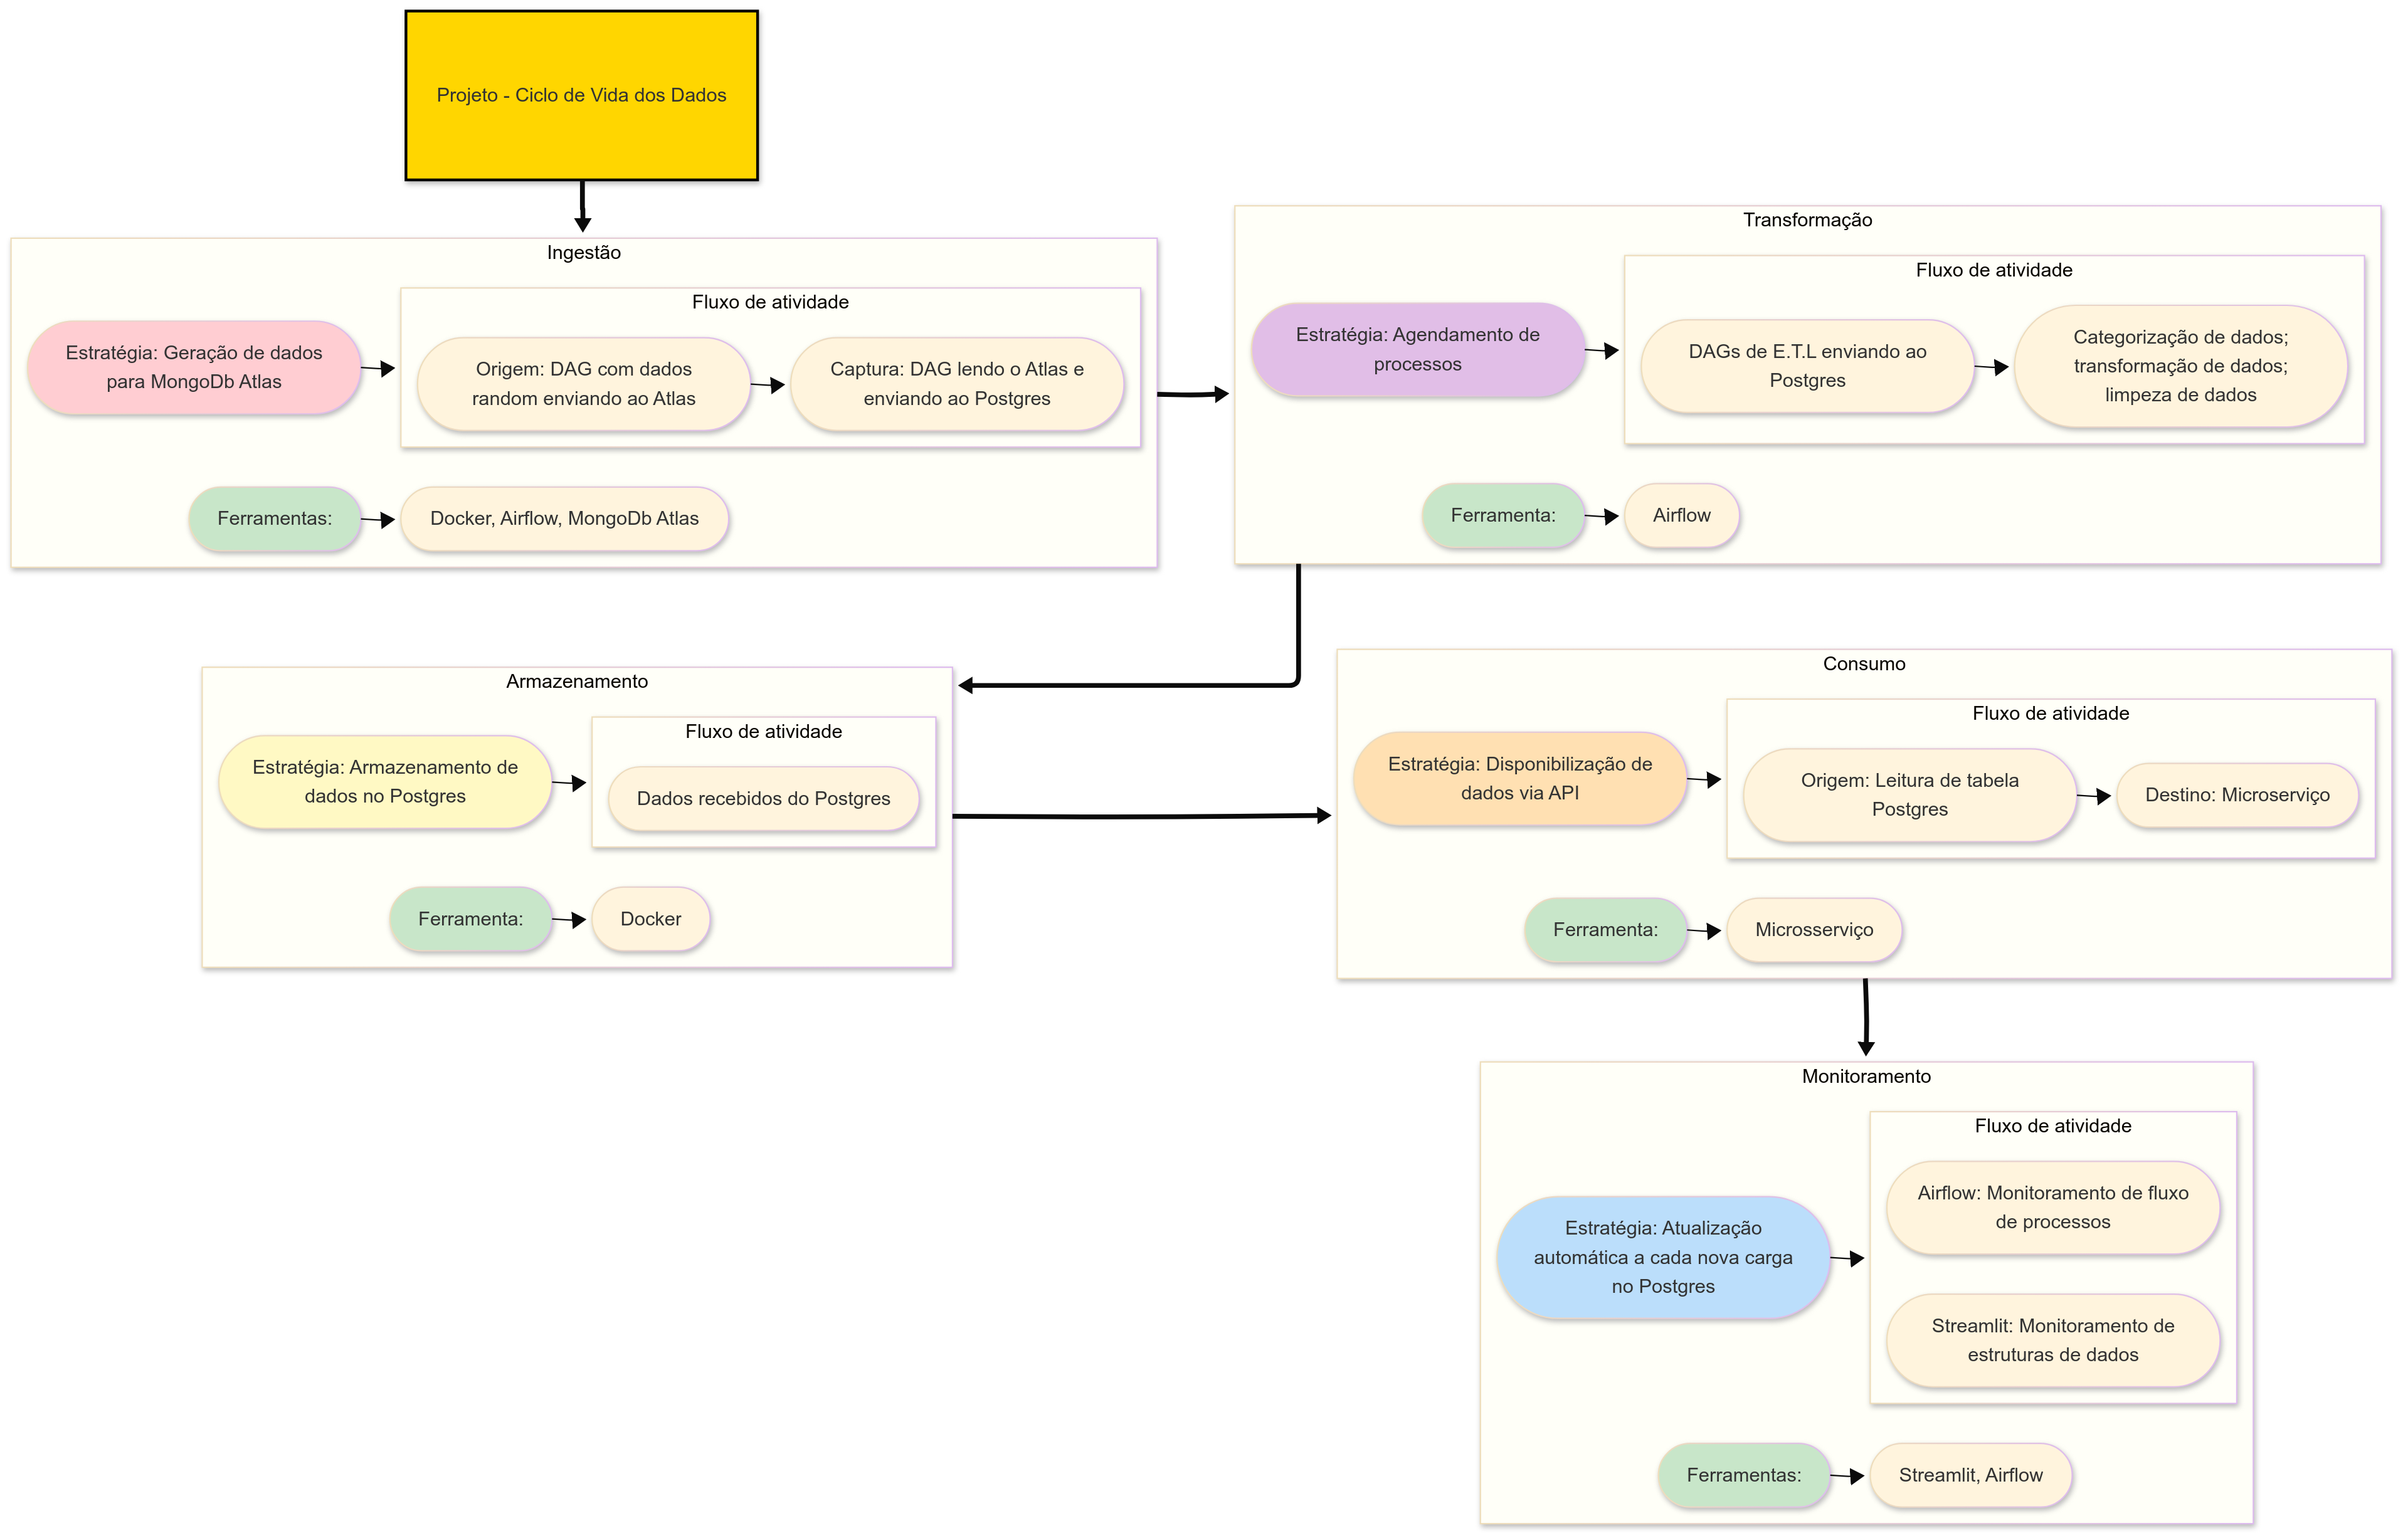 Projeto - Ciclo de Vida dos Dados
Ingestão
Estratégia: Geração de dados
para MongoDb Atlas
Fluxo de atividade
Origem: DAG com dados
random enviando ao Atlas
Captura: DAG lendo o Atlas e
enviando ao Postgres
Ferramentas:
Docker, Airflow, MongoDb Atlas
Transformação
Estratégia: Agendamento de
processos
Fluxo de atividade
DAGs de E.T.L enviando ao
Postgres
Categorização de dados;
transformação de dados;
limpeza de dados
Ferramenta:
Airflow
Armazenamento
Estratégia: Armazenamento de
dados no Postgres
Fluxo de atividade
Dados recebidos do Postgres
Ferramenta:
Docker
Consumo
Estratégia: Disponibilização de
dados via API
Fluxo de atividade
Origem: Leitura de tabela
Postgres
Destino: Microserviço
Ferramenta:
Microsserviço
Monitoramento
Estratégia: Atualização
automática a cada nova carga
no Postgres
Fluxo de atividade
Airflow: Monitoramento de fluxo
de processos
Streamlit: Monitoramento de
estruturas de dados
Ferramentas:
Streamlit, Airflow